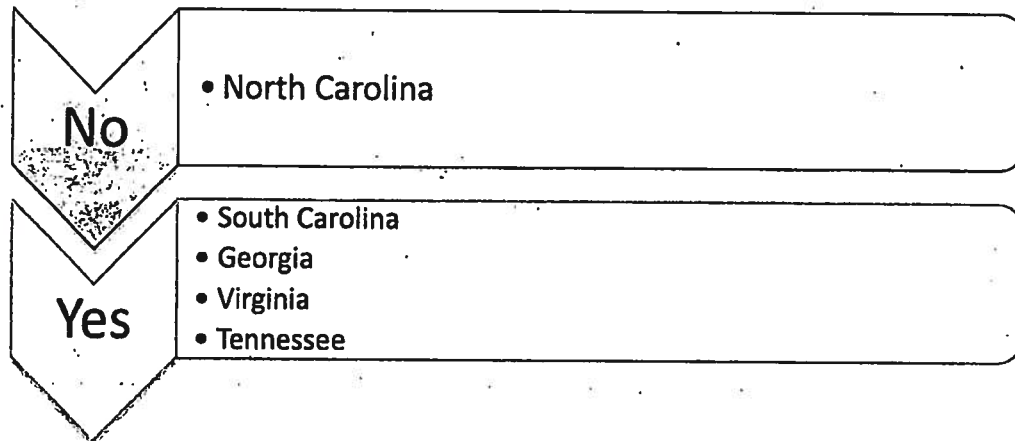 No
• North Carolina
Yes
• South Carolina
• Georgia
• Virginia
• Tennessee